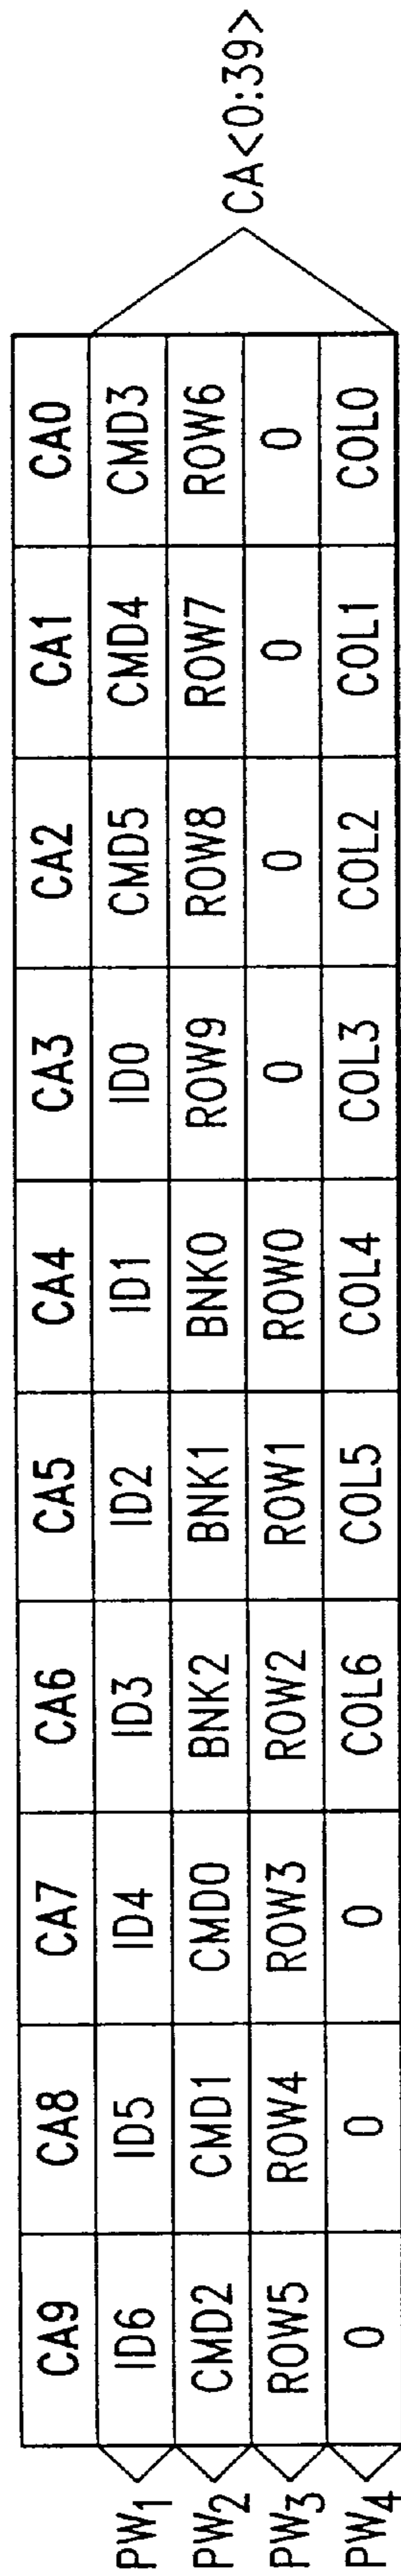 CA9 CA8 CA7 CA6 CA5 CA4 CA3 CA2 CA1 CA0
PW1 ID6 ID5 ID4 ID3 ID2 ID1 ID0 CMD5 CMD4 CMD3
PW2 CMD2 CMD1 CMD0 BNK2 BNK1 BNK0 ROW9 ROW8 ROW7 ROW6
PW3 ROW5 ROW4 ROW3 ROW2 ROW1 ROW0 0 0 0 0
PW4 0 0 0 COL6 COL5 COL4 COL3 COL2 COL1 COL0
CA<0:39>